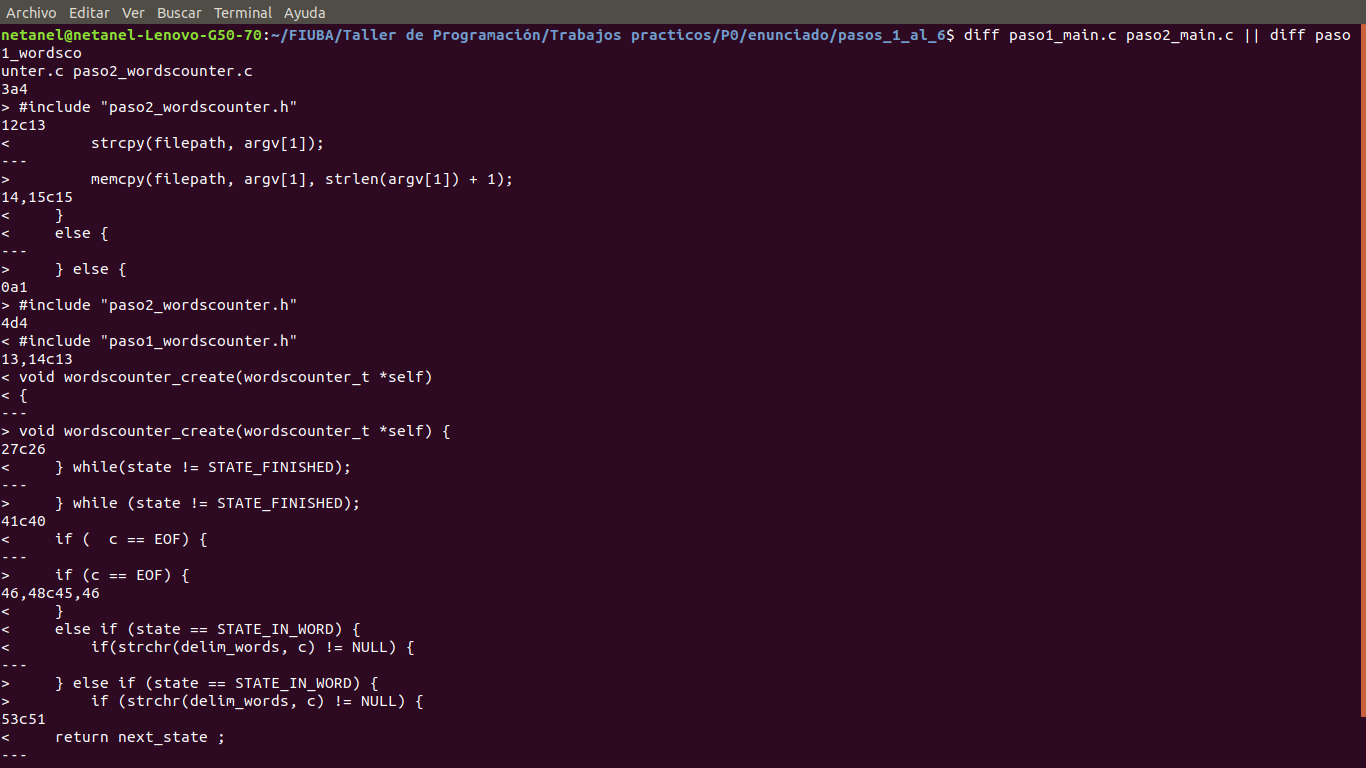 Archivo Editar Ver Buscar Terminal Ayuda
netanel@netanel-Lenovo-G50-70:~/FIUBA/Taller de Programación/Trabajos practicos/P0/enunciado/pasos_1_al_6$ diff paso1_main.c paso2_main.c || diff paso
1_wordsco
unter.c paso2_wordscounter.c
3a4
> #include "paso2_wordscounter.h"
12c13
<         strcpy(filepath, argv[1]);
---
>         memcpy(filepath, argv[1], strlen(argv[1]) + 1);
14,15c15
<     }
<     else {
---
>     } else {
0a1
> #include "paso2_wordscounter.h"
4d4
< #include "paso1_wordscounter.h"
13,14c13
< void wordscounter_create(wordscounter_t *self)
< {
---
> void wordscounter_create(wordscounter_t *self) {
27c26
<     } while(state != STATE_FINISHED);
---
>     } while (state != STATE_FINISHED);
41c40
<     if (  c == EOF) {
---
>     if (c == EOF) {
46,48c45,46
<     }
<     else if (state == STATE_IN_WORD) {
<         if(strchr(delim_words, c) != NULL) {
---
>     } else if (state == STATE_IN_WORD) {
>         if (strchr(delim_words, c) != NULL) {
53c51
<     return next_state ;
---